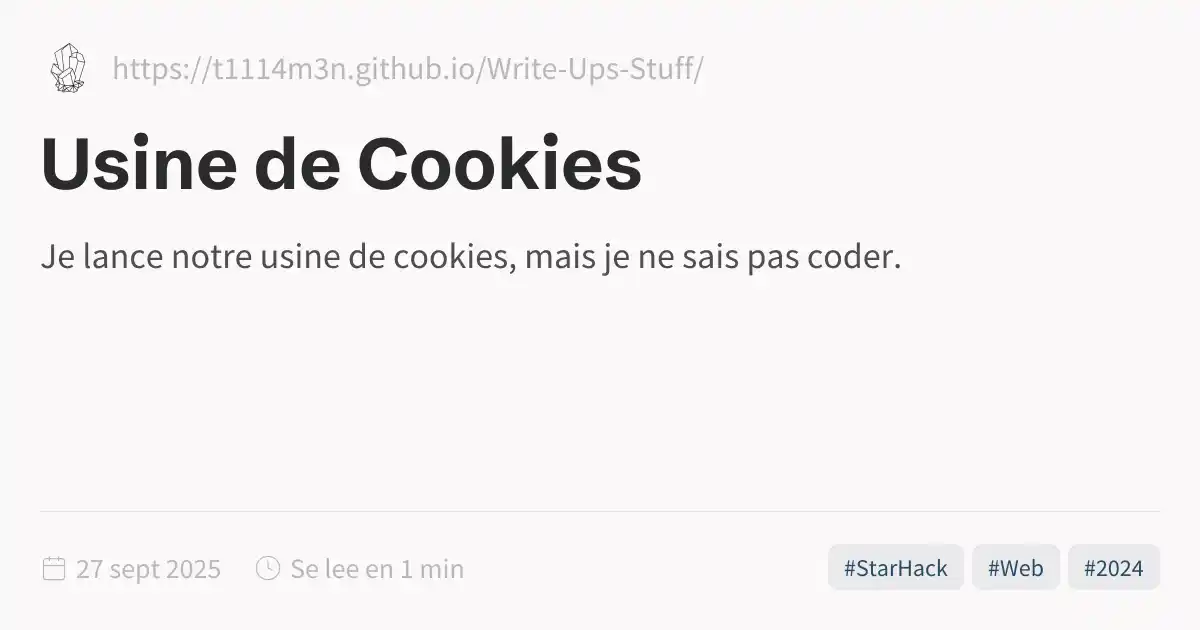 https://t1114m3n.github.io/Write-Ups-Stuff/
Usine de Cookies
Je lance notre usine de cookies, mais je ne sais pas coder.
27 sept 2025 Se lee en 1 min #StarHack #Web #2024